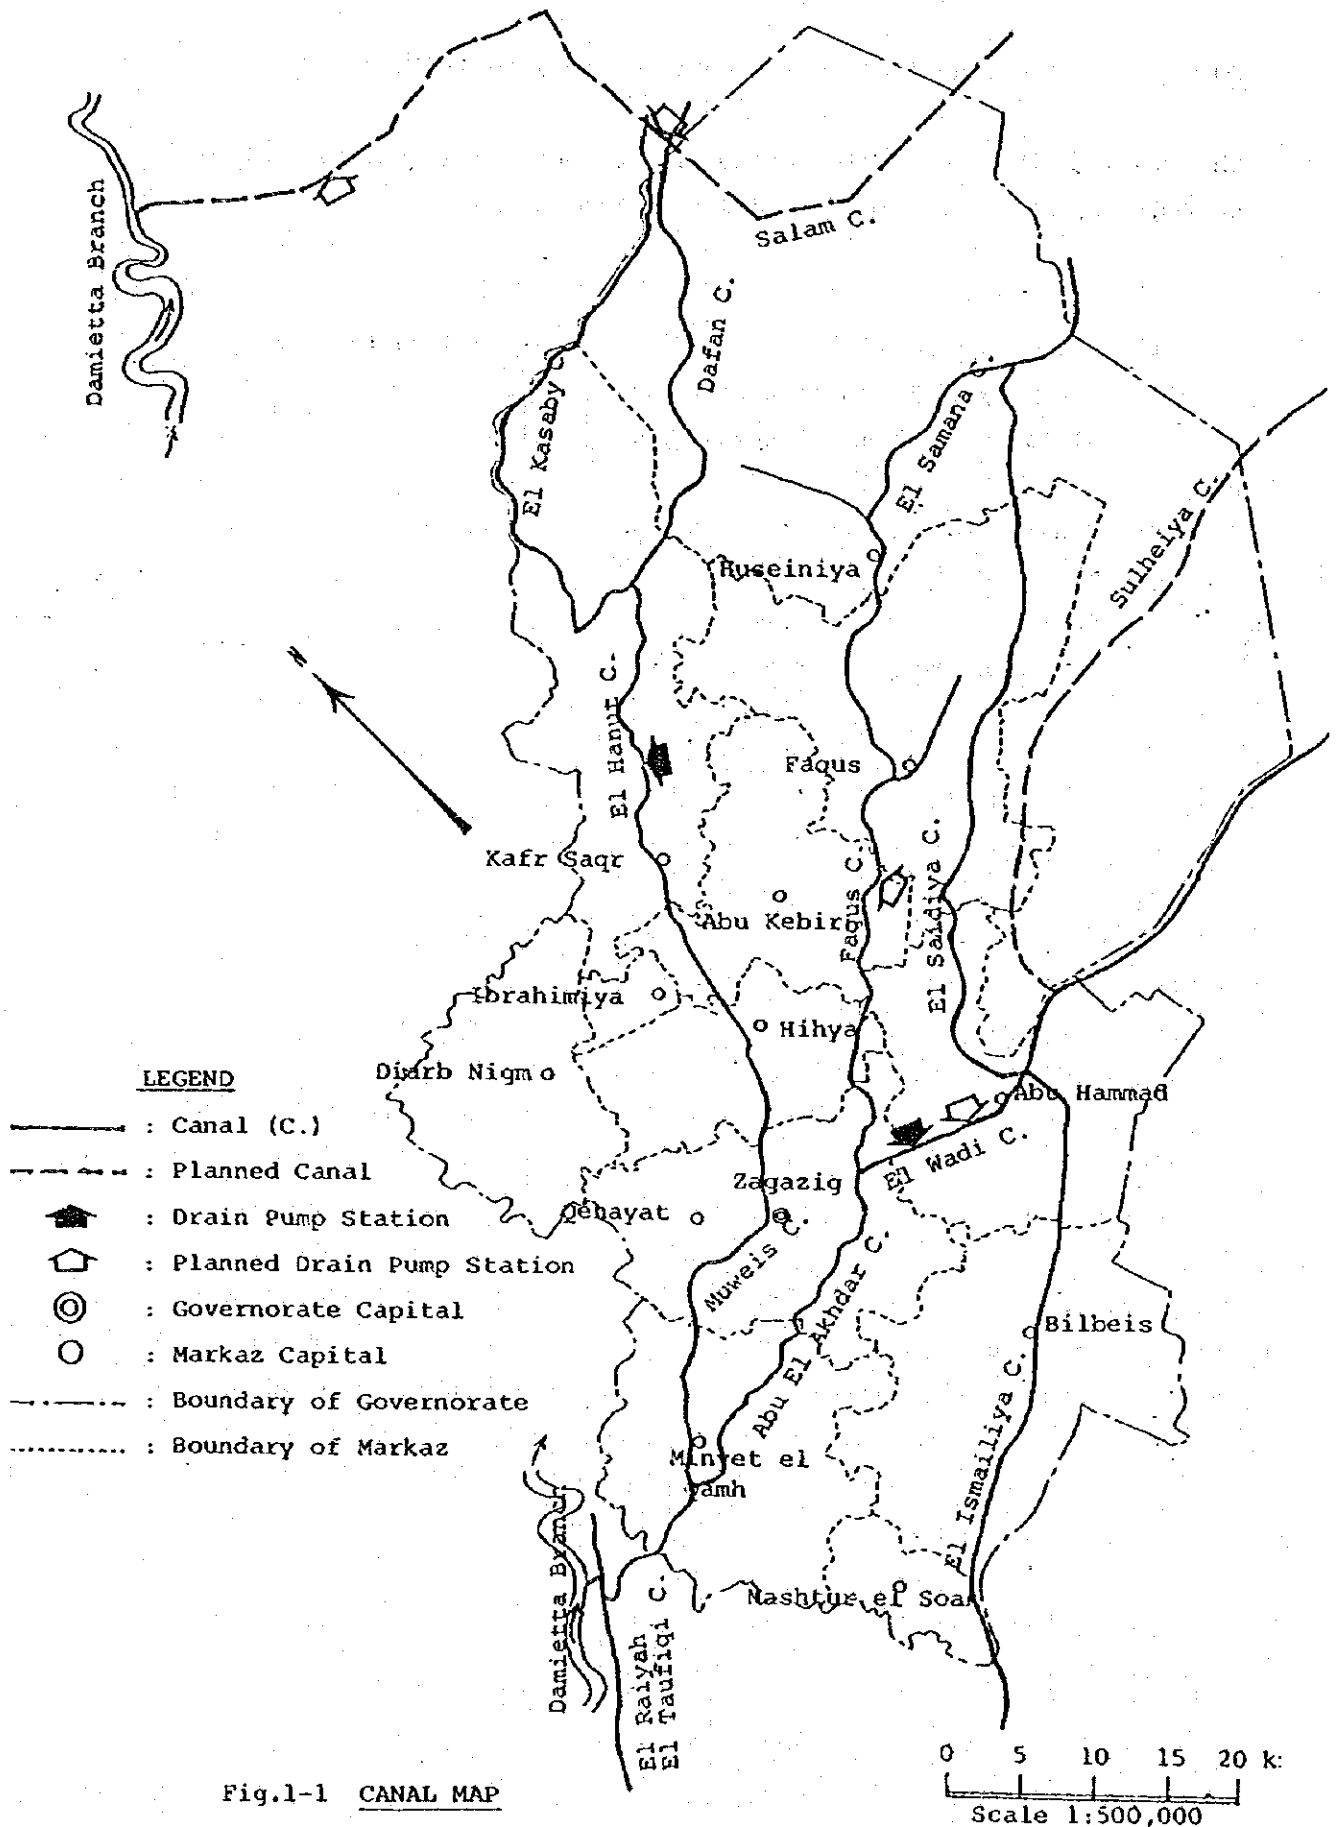 Damietta Branch
Salam C.
Dafan C.
El Kasaby C.
El Samana C.
Sulheiya C.
Huseiniya
N
El Hanut C.
Faqus
Kafr Saqr
Abu Kebir
Faqus C.
El Saidiya C.
Ibrahimiya
Hihya
Diarb Nigm
Abu Hammad
El Wadi C.
Zagazig
Qenayat
Muweis C.
Abu El Akhdar C.
Bilbeis
El Ismailiya C.
Minyet el
Qamh
Damietta Branch
Mashtur el Soak
El Raiyah
El Taufiqi C.
LEGEND
: Canal (C.)
: Planned Canal
: Drain Pump Station
: Planned Drain Pump Station
: Governorate Capital
: Markaz Capital
: Boundary of Governorate
: Boundary of Markaz
0 5 10 15 20 k
Scale 1:500,000
Fig.1-1 CANAL MAP